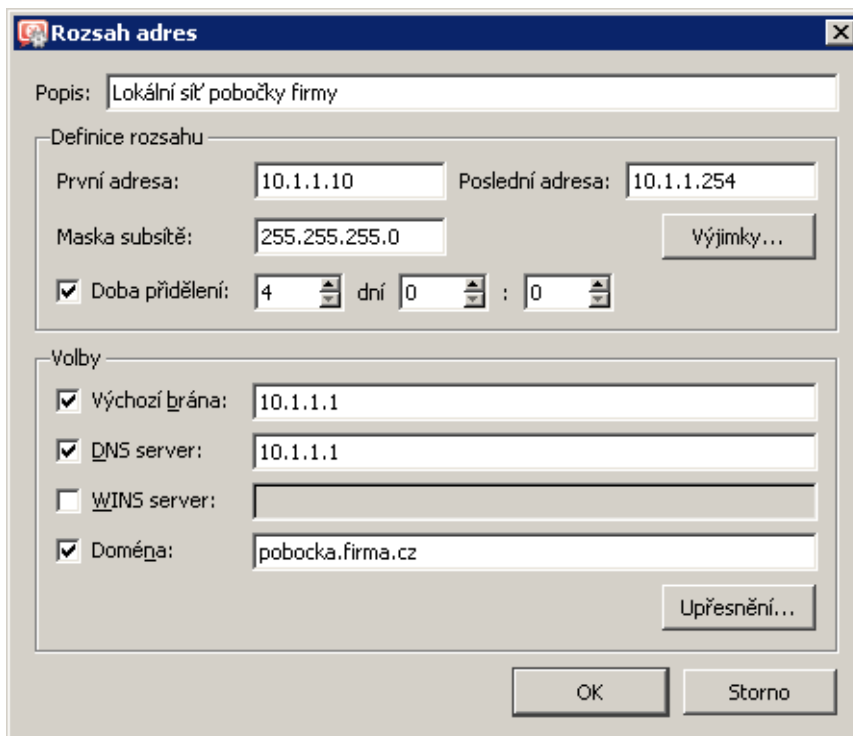 Rozsah adres
Popis: Lokální síť pobočky firmy
Definice rozsahu
První adresa: 10.1.1.10 Poslední adresa: 10.1.1.254
Maska subsítě: 255.255.255.0 Výjimky...
Doba přidělení: 4 dní 0 : 0
Volby
Výchozí brána: 10.1.1.1
DNS server: 10.1.1.1
WINS server:
Doména: pobocka.firma.cz
Upřesnění...
OK Storno